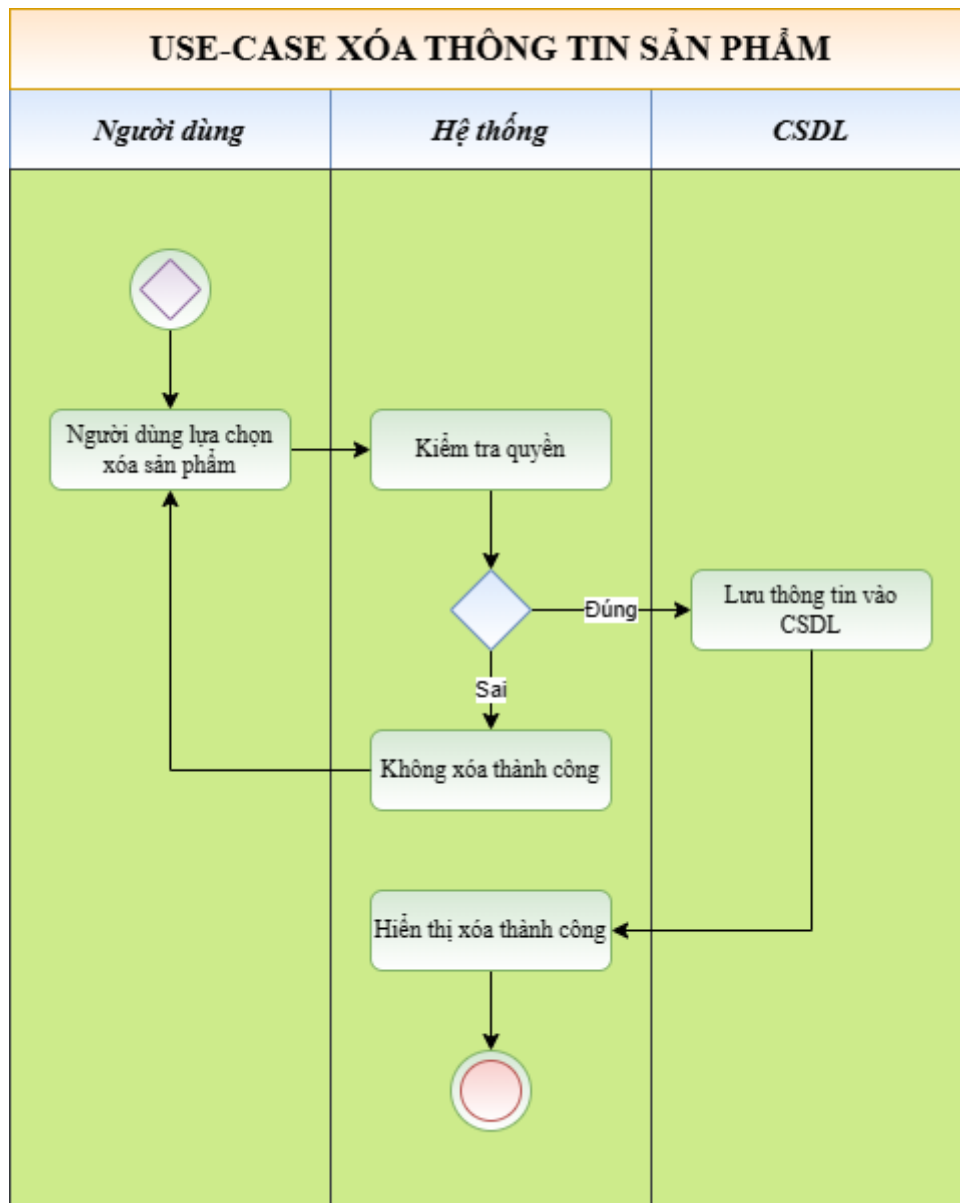 USE-CASE XÓA THÔNG TIN SẢN PHẨM
Người dùng
Hệ thống
CSDL
Người dùng lựa chọn
xóa sản phẩm
Kiểm tra quyền
Đúng
Lưu thông tin vào
CSDL
Sai
Không xóa thành công
Hiển thị xóa thành công